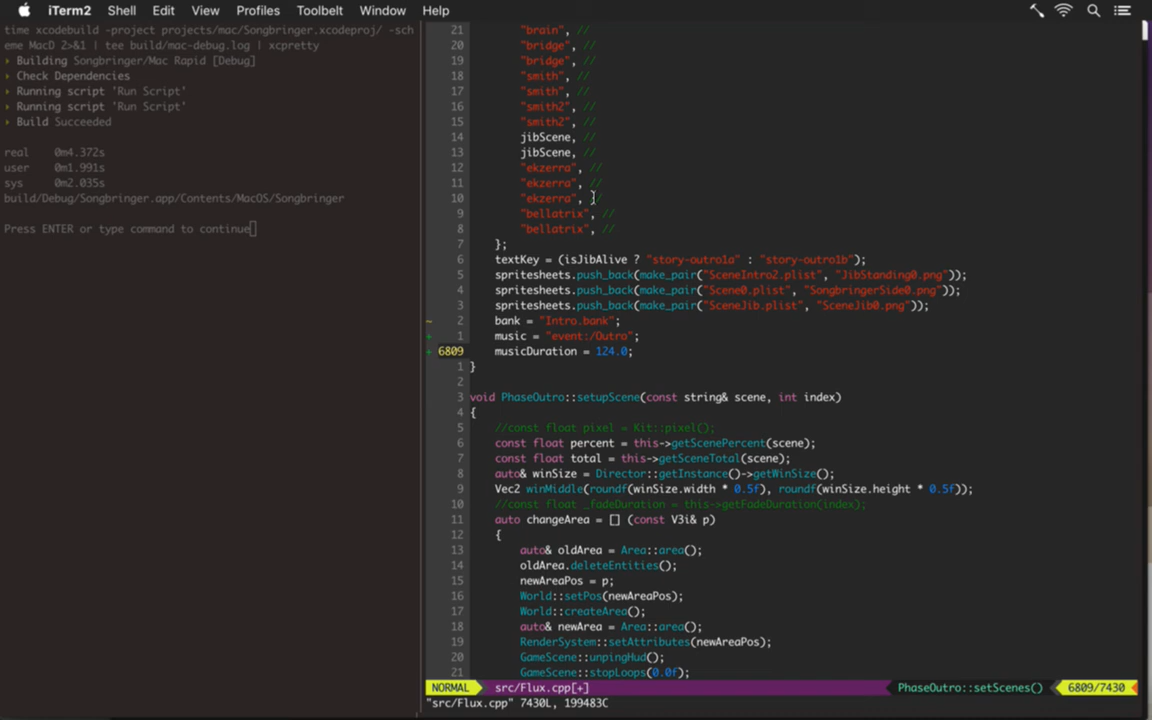 iTerm2 Shell Edit View Profiles Toolbelt Window Help
time xcodebuild -project projects/mac/Songbringer.xcodeproj/ -sch
eme MacD 2>&1 | tee build/mac-debug.log | xcpretty
› Building Songbringer/Mac Rapid [Debug]
› Check Dependencies
› Running script 'Run Script'
› Running script 'Run Script'
› Build Succeeded
real 0m4.372s
user 0m1.991s
sys 0m2.035s
build/Debug/Songbringer.app/Contents/MacOS/Songbringer
Press ENTER or type command to continue
21 "brain", //
20 "bridge", //
19 "bridge", //
18 "smith", //
17 "smith", //
16 "smith2", //
15 "smith2", //
14 jibScene, //
13 jibScene, //
12 "ekzerra", //
11 "ekzerra", //
10 "ekzerra", //
9 "bellatrix", //
8 "bellatrix", //
7 };
6 textKey = (isJibAlive ? "story-outro1a" : "story-outro1b");
5 spritesheets.push_back(make_pair("SceneIntro2.plist", "JibStanding0.png"));
4 spritesheets.push_back(make_pair("Scene0.plist", "SongbringerSide0.png"));
3 spritesheets.push_back(make_pair("SceneJib.plist", "SceneJib0.png"));
~ 2 bank = "Intro.bank";
+ 1 music = "event:/Outro";
+ 6809 musicDuration = 124.0;
1 }
2
3 void PhaseOutro::setupScene(const string& scene, int index)
4 {
5 //const float pixel = Kit::pixel();
6 const float percent = this->getScenePercent(scene);
7 const float total = this->getSceneTotal(scene);
8 auto& winSize = Director::getInstance()->getWinSize();
9 Vec2 winMiddle(roundf(winSize.width * 0.5f), roundf(winSize.height * 0.5f));
10 //const float _fadeDuration = this->getFadeDuration(index);
11 auto changeArea = [] (const V3i& p)
12 {
13 auto& oldArea = Area::area();
14 oldArea.deleteEntities();
15 newAreaPos = p;
16 World::setPos(newAreaPos);
17 World::createArea();
18 auto& newArea = Area::area();
19 RenderSystem::setAttributes(newAreaPos);
20 GameScene::unpingHud();
21 GameScene::stopLoops(0.0f);
NORMAL src/Flux.cpp[+] PhaseOutro::setScenes() 6809/7430
"src/Flux.cpp" 7430L, 199483C